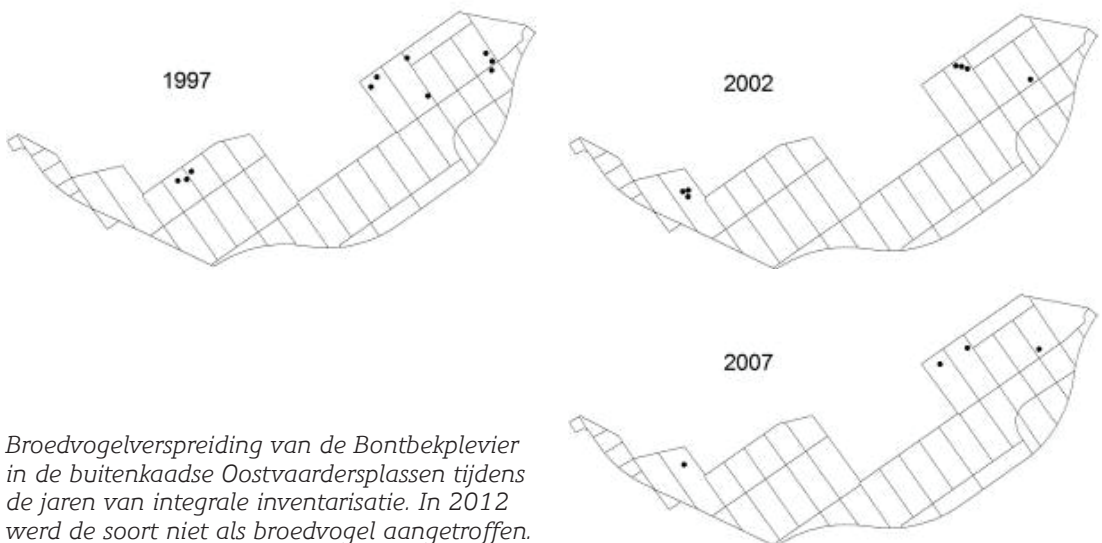 1997
2002
2007
Broedvogelverspreiding van de Bontbekplevier
in de buitenkaadse Oostvaardersplassen tijdens
de jaren van integrale inventarisatie. In 2012
werd de soort niet als broedvogel aangetroffen.